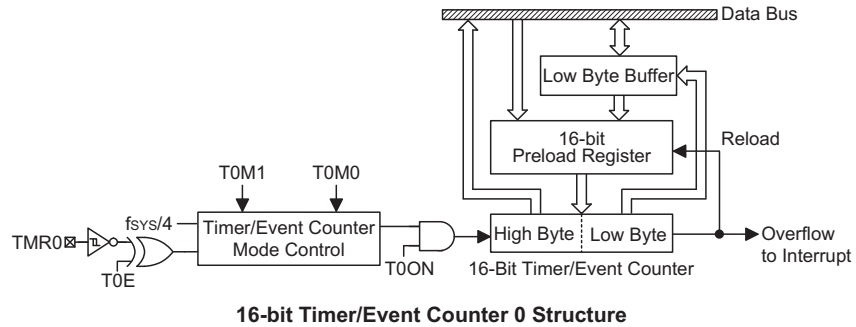 Data Bus
Low Byte Buffer
16-bit
Preload Register
Reload
T0M1
T0M0
fSYS/4
Timer/Event Counter
Mode Control
TMR0
T0E
T0ON
High Byte
Low Byte
Overflow
to Interrupt
16-Bit Timer/Event Counter
16-bit Timer/Event Counter 0 Structure